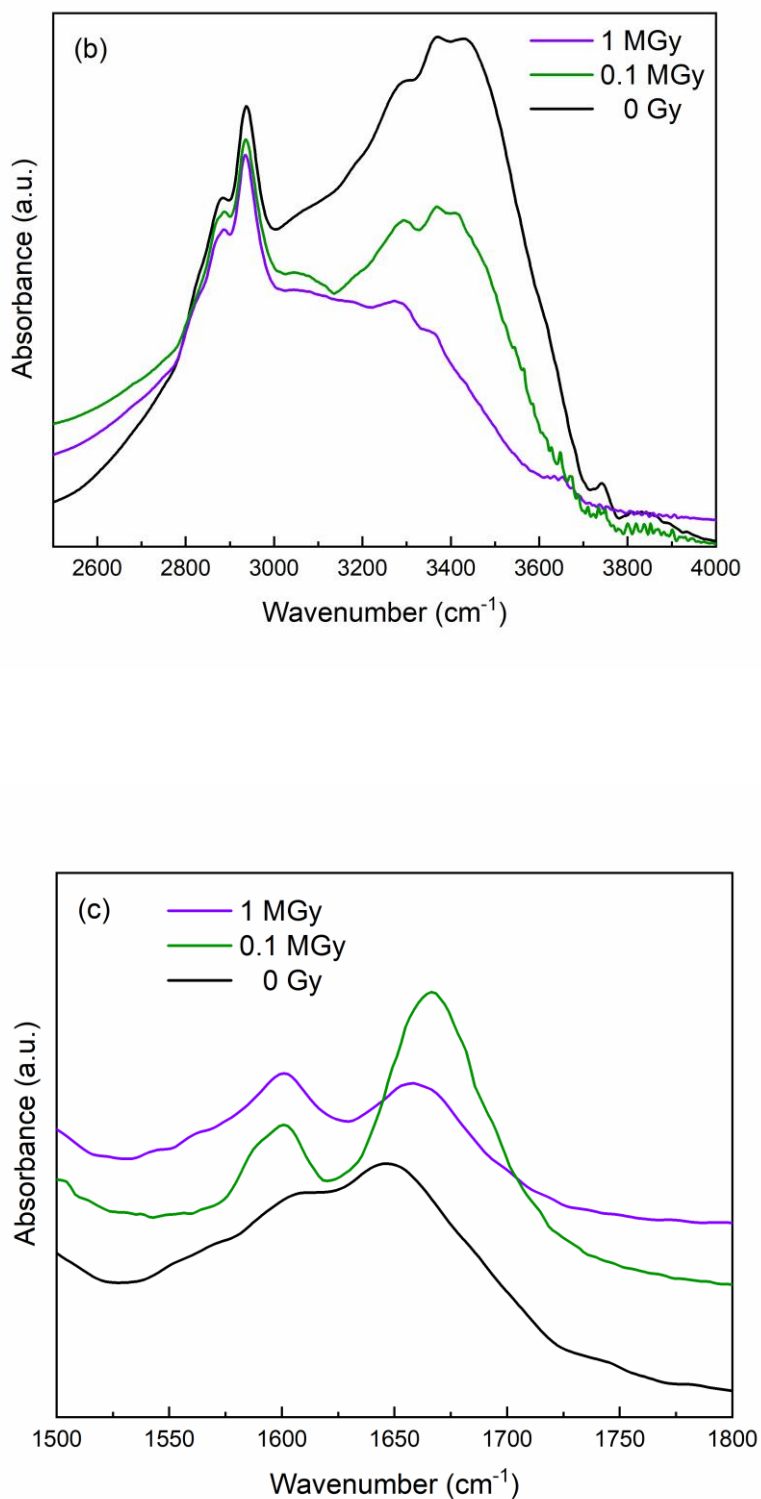 (b)
1 MGy
0.1 MGy
0 Gy
Absorbance (a.u.)
2600 2800 3000 3200 3400 3600 3800 4000
Wavenumber (cm⁻¹)
(c)
1 MGy
0.1 MGy
0 Gy
Absorbance (a.u.)
1500 1550 1600 1650 1700 1750 1800
Wavenumber (cm⁻¹)